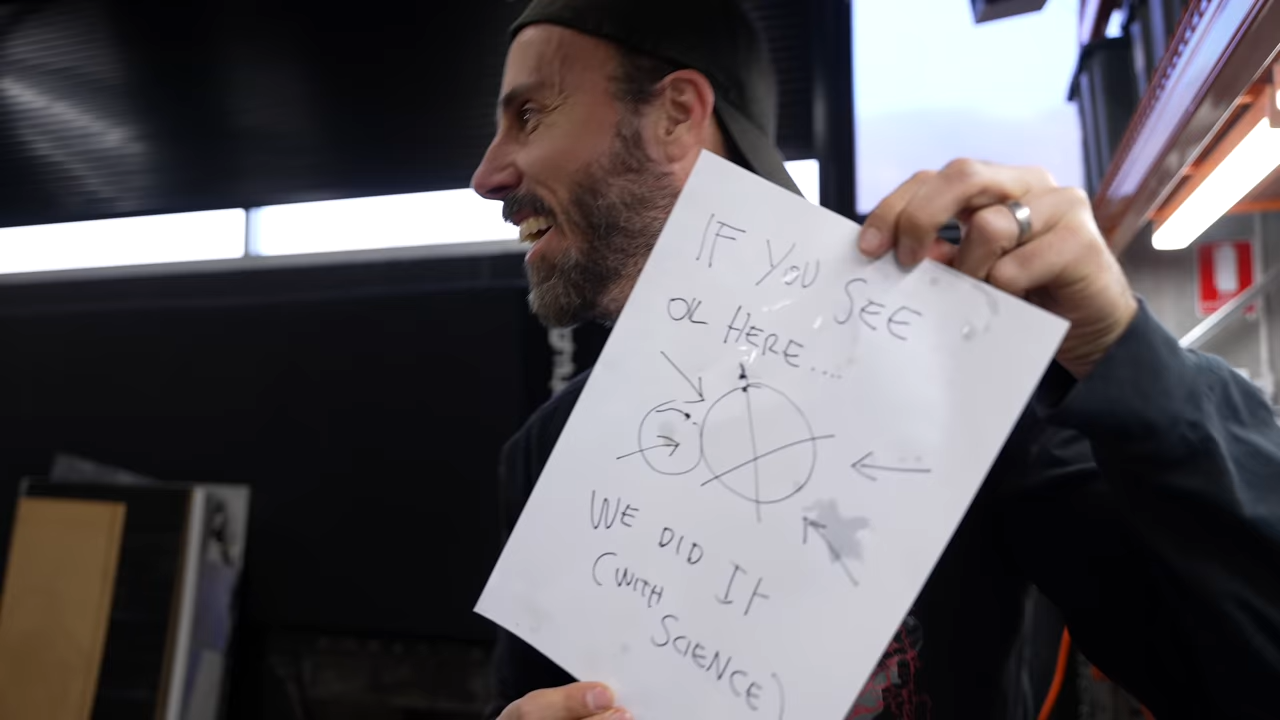 IF YOU SEE
OL HERE....
WE DID It
(WITH
SCIENCE)